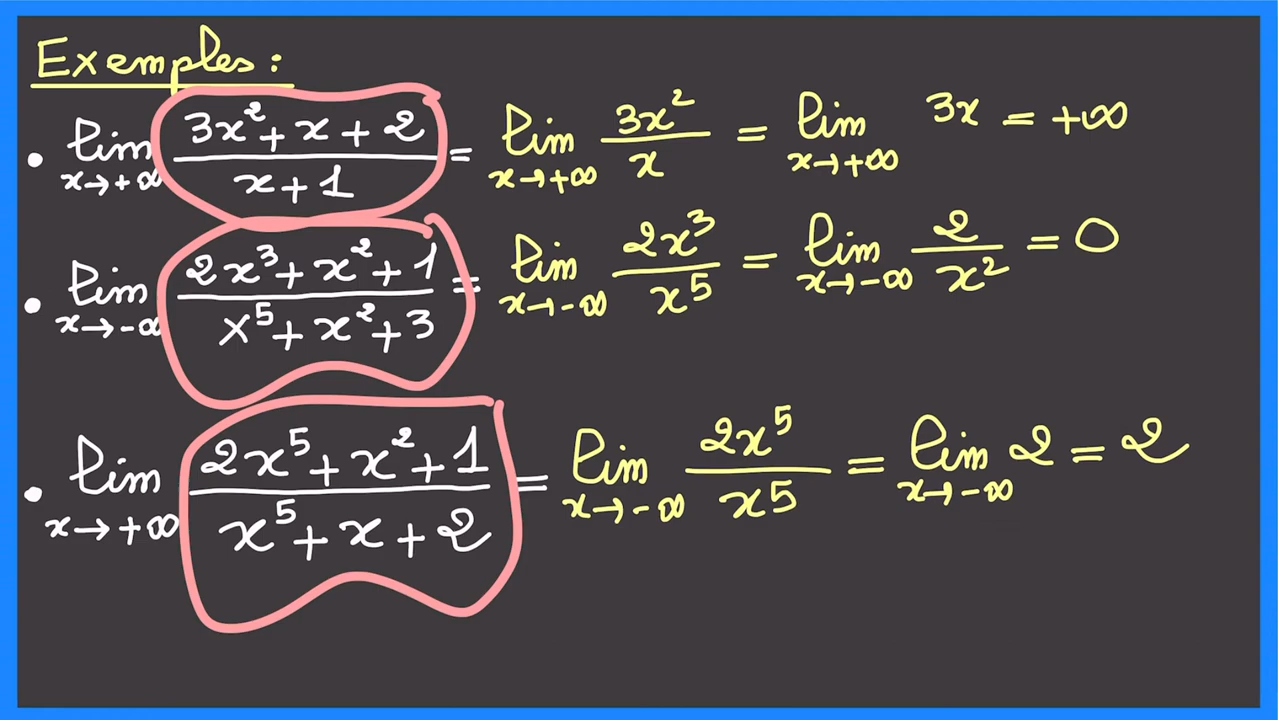 Exemples :
• lim x→+∞ (3x² + x + 2)/(x + 1) = lim x→+∞ 3x²/x = lim x→+∞ 3x = +∞
• lim x→-∞ (2x³ + x² + 1)/(x⁵ + x² + 3) = lim x→-∞ 2x³/x⁵ = lim x→-∞ 2/x² = 0
• lim x→+∞ (2x⁵ + x² + 1)/(x⁵ + x + 2) = lim x→-∞ 2x⁵/x5 = lim x→-∞ 2 = 2